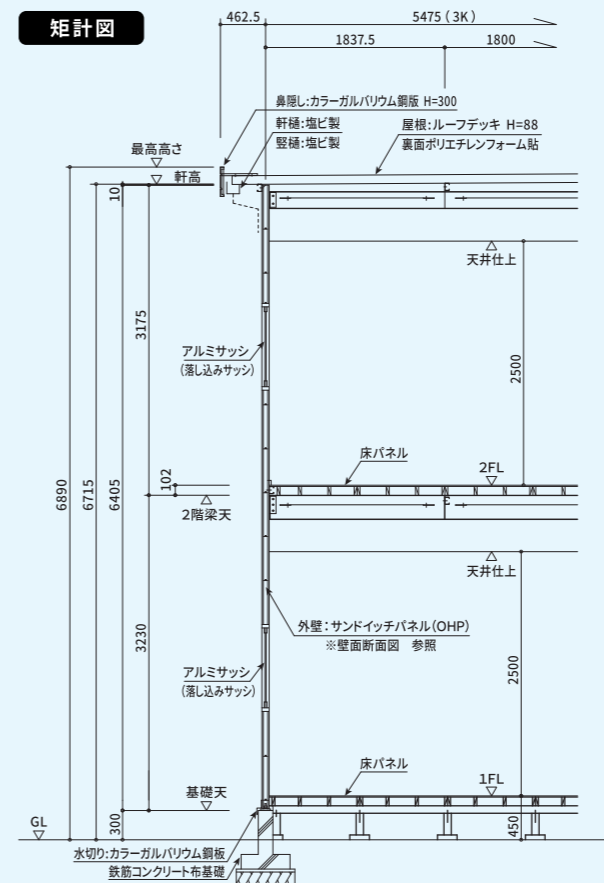 矩計図
462.5
5475 ( 3K )
1837.5
1800
鼻隠し:カラーガルバリウム鋼版 H=300
軒樋:塩ビ製
竪樋:塩ビ製
屋根:ルーフデッキ H=88
裏面ポリエチレンフォーム貼
最高高さ
軒高
10
天井仕上
3175
アルミサッシ
(落し込みサッシ)
2500
床パネル
2FL
102
2階梁天
6890
6715
6405
天井仕上
外壁：サンドイッチパネル(OHP)
※壁面断面図 参照
3230
アルミサッシ
(落し込みサッシ)
2500
床パネル
1FL
基礎天
300
450
GL
水切り:カラーガルバリウム鋼板
鉄筋コンクリート布基礎